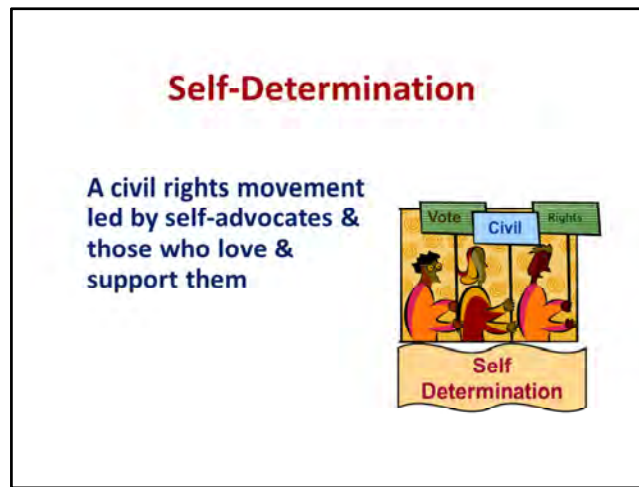 Self-Determination
A civil rights movement
led by self-advocates &
those who love &
support them
Vote
Civil
Rights
Self
Determination